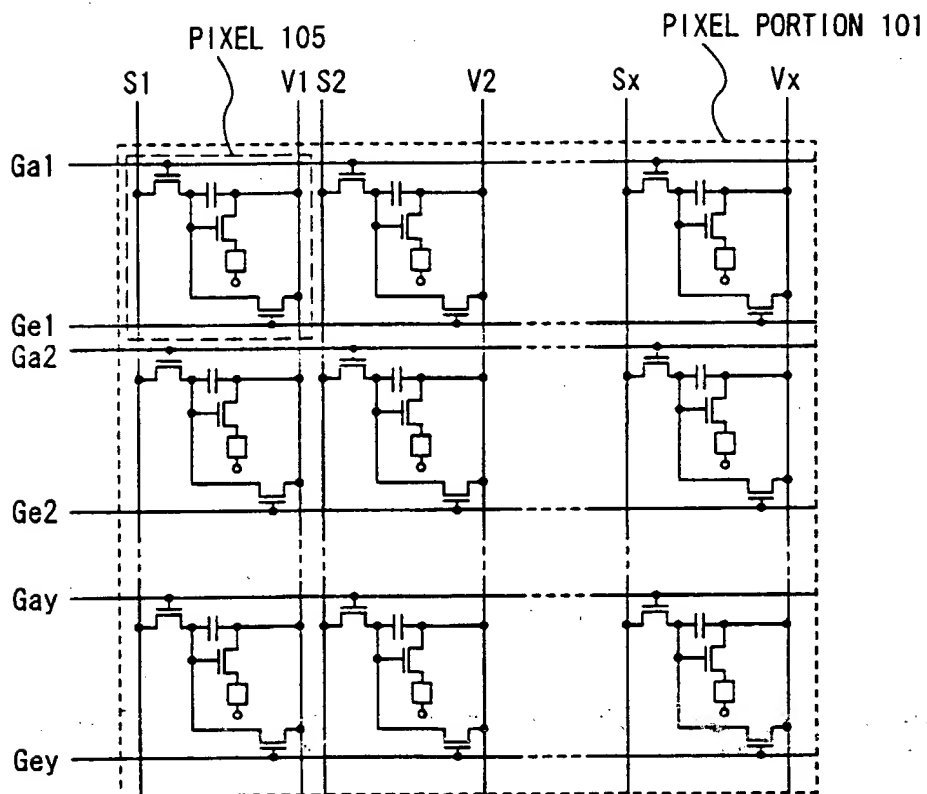 PIXEL 105
PIXEL PORTION 101
S1
V1
S2
V2
Sx
Vx
Ga1
Ge1
Ga2
Ge2
Gay
Gey